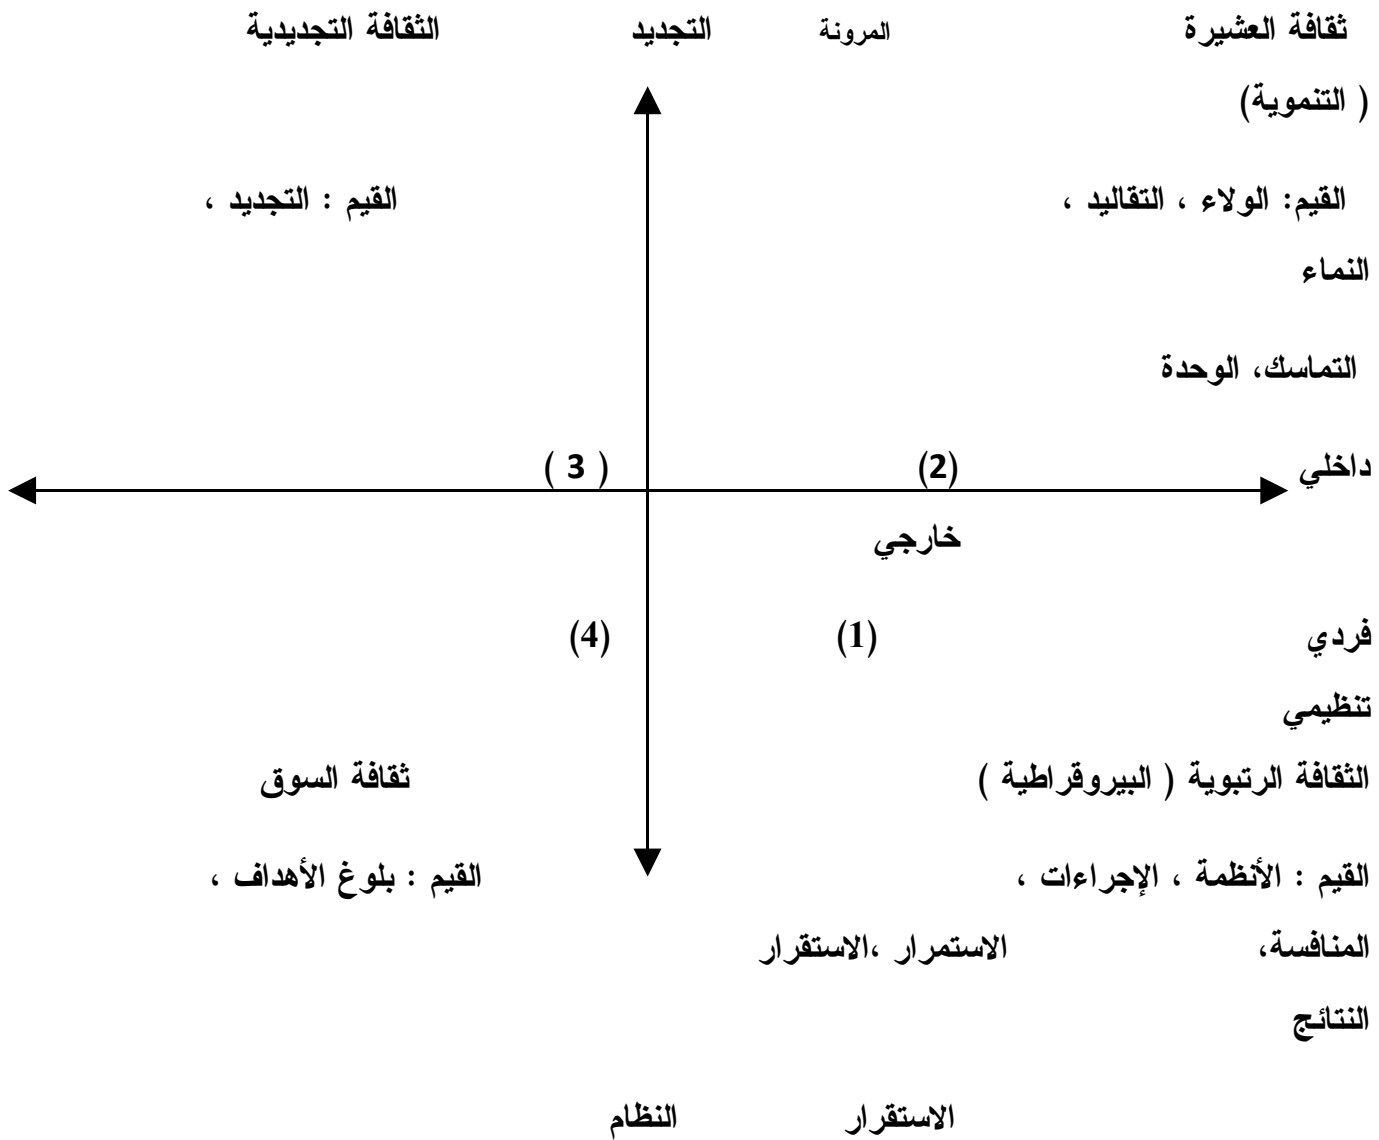 ثقافة العشيرة المرونة التجديد الثقافة التجديدية
( التنموية)
القيم: الولاء ، التقاليد ، القيم : التجديد ،
النماء
التماسك، الوحدة
داخلي (2) ( 3 )
خارجي
فردي (1) (4)
تنظيمي
الثقافة الرتبوية ( البيروقراطية ) ثقافة السوق
القيم : الأنظمة ، الإجراءات ، القيم : بلوغ الأهداف ،
المنافسة، الاستمرار ،الاستقرار
النتائج
الاستقرار النظام